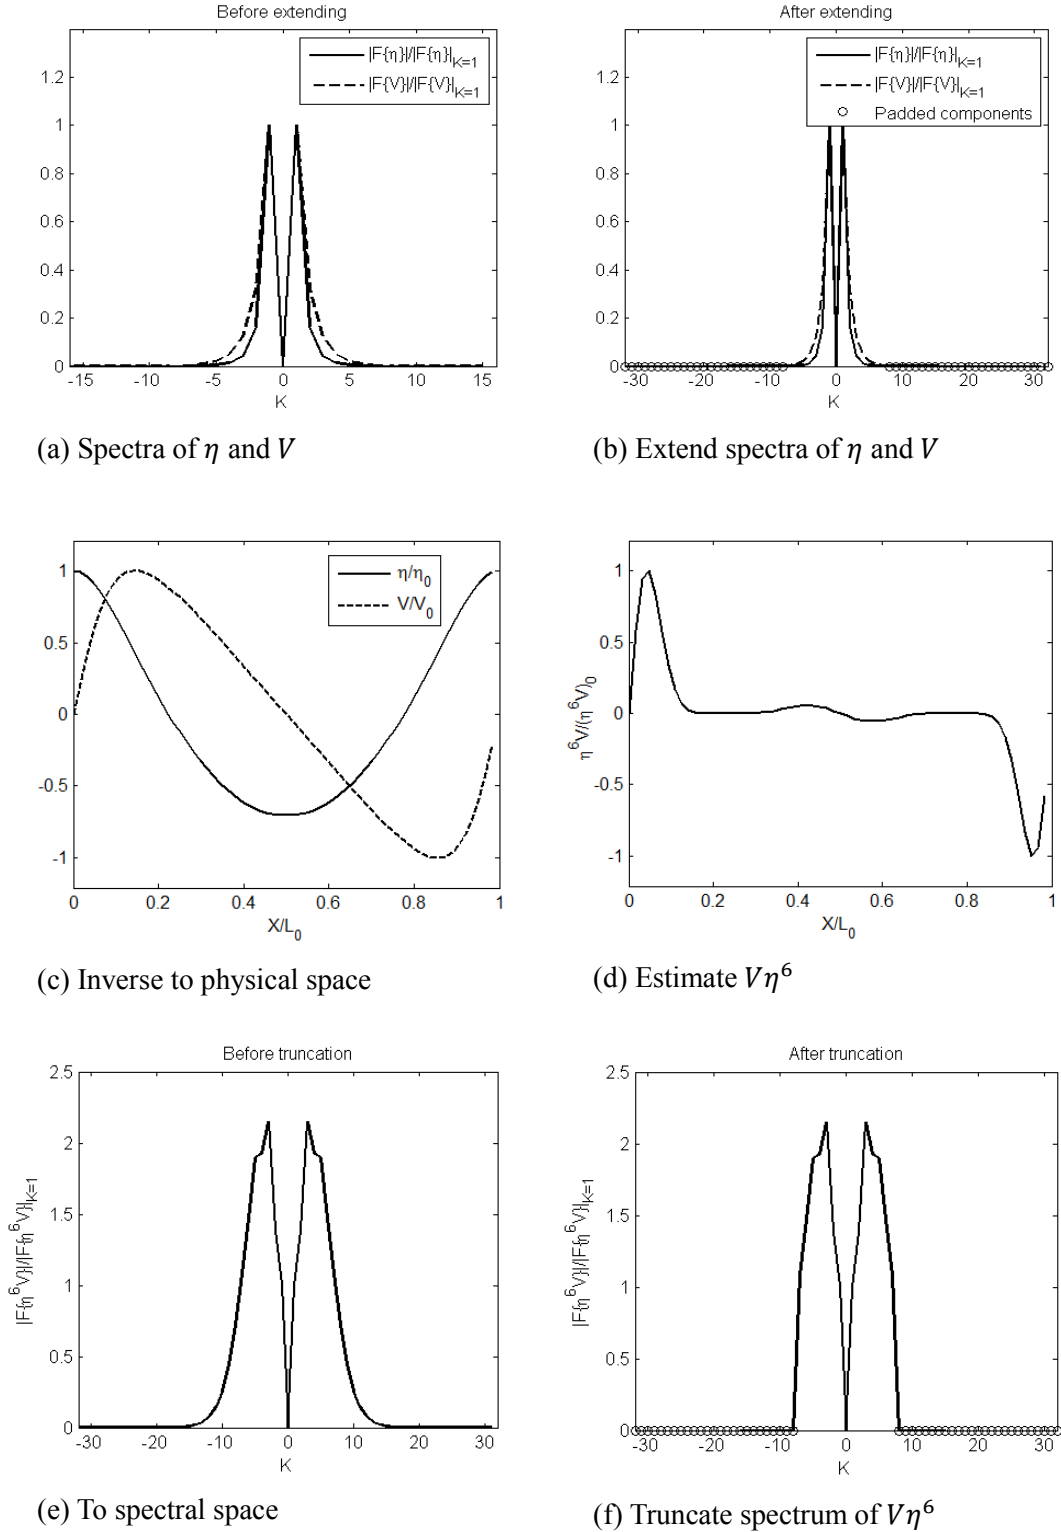 Before extending
|F{η}|/|F{η}|K=1
|F{V}|/|F{V}|K=1
1.2
1
0.8
0.6
0.4
0.2
0
-15 -10 -5 0 5 10 15
K
(a) Spectra of η and V
After extending
|F{η}|/|F{η}|K=1
|F{V}|/|F{V}|K=1
Padded components
1.2
1
0.8
0.6
0.4
0.2
0
-30 -20 -10 0 10 20 30
K
(b) Extend spectra of η and V
η/η0
V/V0
1
0.5
0
-0.5
-1
0 0.2 0.4 0.6 0.8 1
X/L0
(c) Inverse to physical space
η⁶V/(η⁶V)0
1
0.5
0
-0.5
-1
0 0.2 0.4 0.6 0.8 1
X/L0
(d) Estimate Vη⁶
Before truncation
|F{η⁶V}|/|F{η⁶V}|K=1
2.5
2
1.5
1
0.5
0
-30 -20 -10 0 10 20 30
K
(e) To spectral space
After truncation
|F{η⁶V}|/|F{η⁶V}|K=1
2.5
2
1.5
1
0.5
0
-30 -20 -10 0 10 20 30
K
(f) Truncate spectrum of Vη⁶